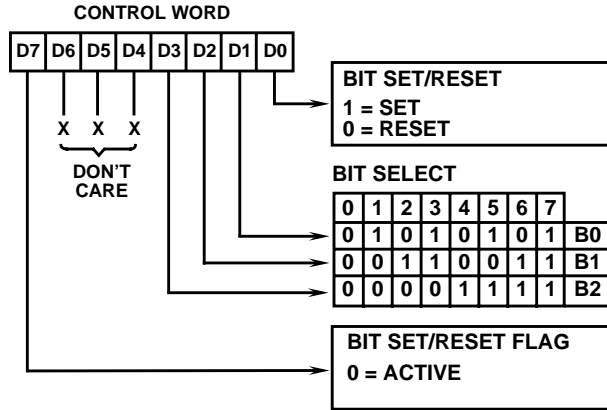 CONTROL WORD
D7 D6 D5 D4 D3 D2 D1 D0
BIT SET/RESET
1 = SET
0 = RESET
X X X
DON'T
CARE
BIT SELECT
0 1 2 3 4 5 6 7
0 1 0 1 0 1 0 1 B0
0 0 1 1 0 0 1 1 B1
0 0 0 0 1 1 1 1 B2
BIT SET/RESET FLAG
0 = ACTIVE